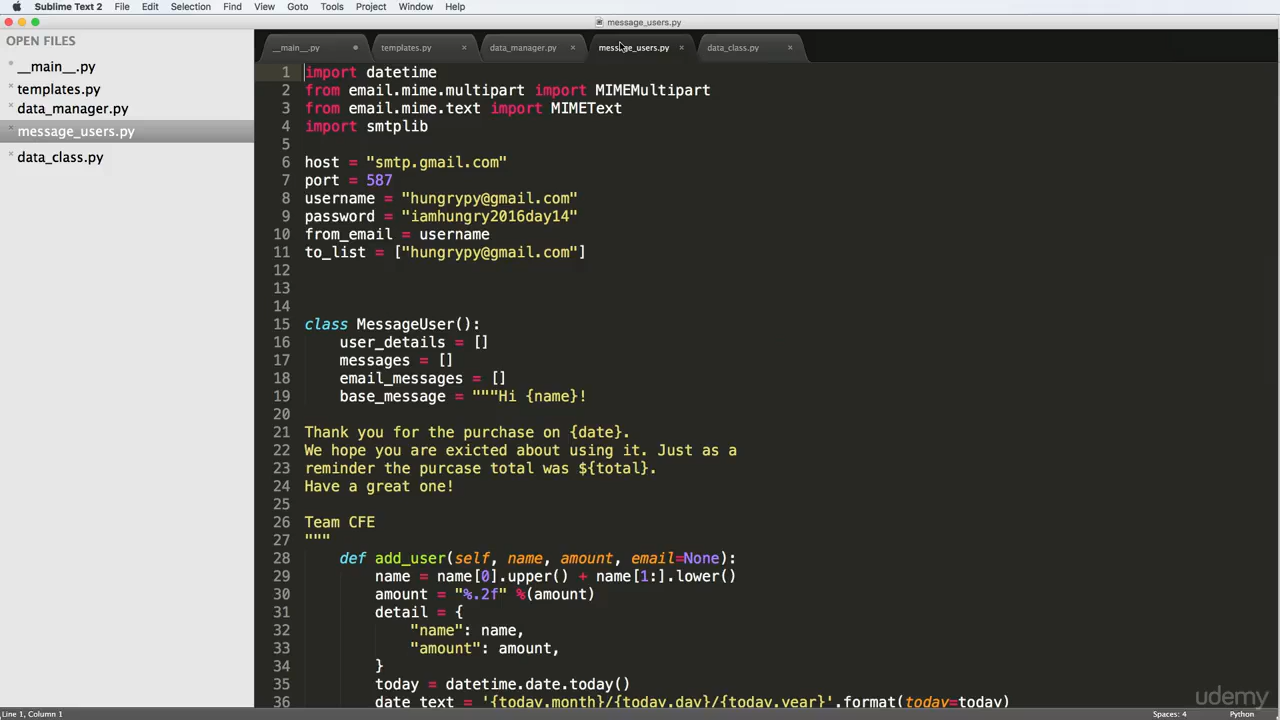 Sublime Text 2 File Edit Selection Find View Goto Tools Project Window Help
message_users.py
OPEN FILES
__main__.py
templates.py
data_manager.py
message_users.py
data_class.py
__main__.py templates.py data_manager.py message_users.py data_class.py
1 import datetime
2 from email.mime.multipart import MIMEMultipart
3 from email.mime.text import MIMEText
4 import smtplib
5
6 host = "smtp.gmail.com"
7 port = 587
8 username = "hungrypy@gmail.com"
9 password = "iamhungry2016day14"
10 from_email = username
11 to_list = ["hungrypy@gmail.com"]
12
13
14
15 class MessageUser():
16 user_details = []
17 messages = []
18 email_messages = []
19 base_message = """Hi {name}!
20
21 Thank you for the purchase on {date}.
22 We hope you are exicted about using it. Just as a
23 reminder the purcase total was ${total}.
24 Have a great one!
25
26 Team CFE
27 """
28 def add_user(self, name, amount, email=None):
29 name = name[0].upper() + name[1:].lower()
30 amount = "%.2f" %(amount)
31 detail = {
32 "name": name,
33 "amount": amount,
34 }
35 today = datetime.date.today()
36 date_text = '{today.month}/{today.day}/{today.year}'.format(today=today)
udemy
Line 1, Column 1 Spaces: 4 Python